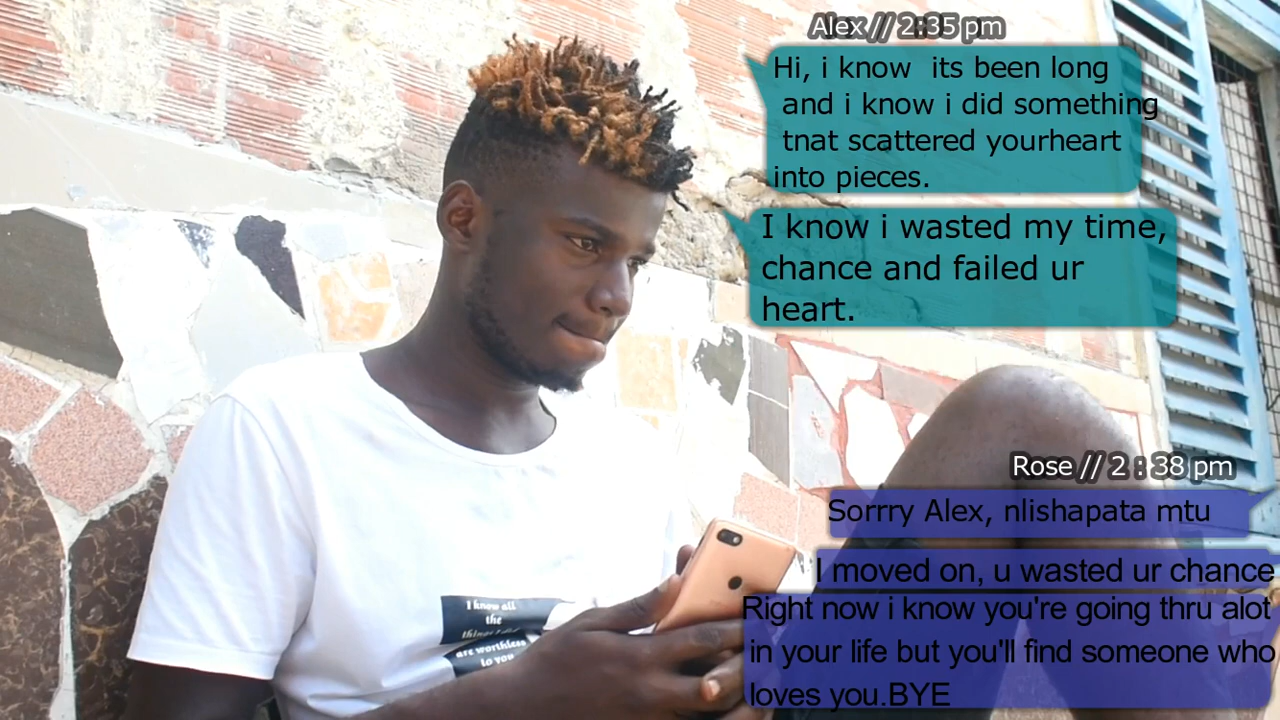 Alex // 2:35 pm
Hi, i know its been long
and i know i did something
tnat scattered yourheart
into pieces.
I know i wasted my time,
chance and failed ur
heart.
Rose // 2 : 38 pm
Sorrry Alex, nlishapata mtu
I moved on, u wasted ur chance
Right now i know you're going thru alot
in your life but you'll find someone who
loves you.BYE
I know all
the
things I did
are worthless
to you